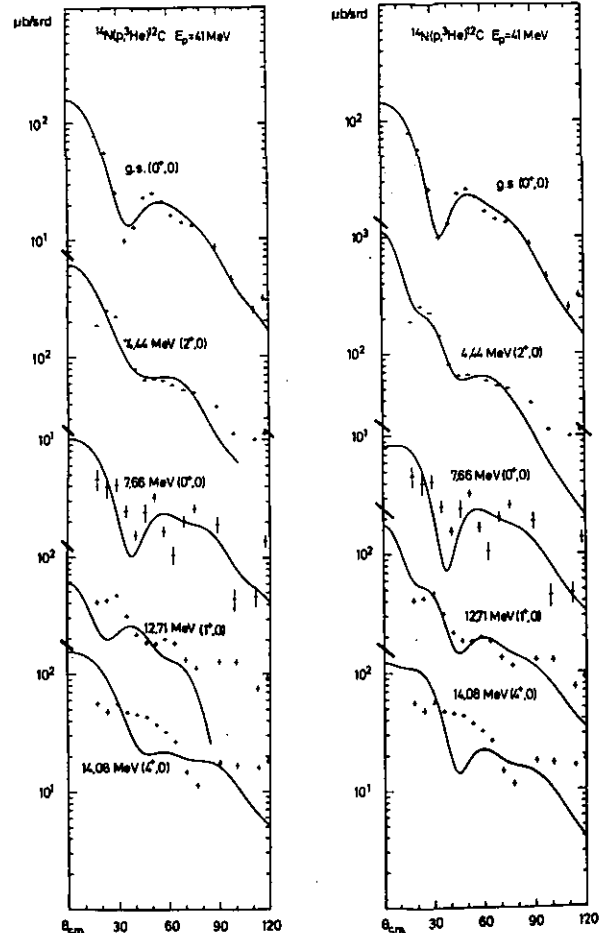 μb/srd
¹⁴N(p,³He)¹²C Eₚ=41 MeV
10²
g.s.(0⁺,0)
10¹
4,44 MeV (2⁺,0)
10²
10¹
7,66 MeV (0⁺,0)
10²
12,71 MeV (1⁺,0)
10²
14,08 MeV (4⁺,0)
10¹
θcm 30 60 90 120
μb/srd
¹⁴N(p,³He)¹²C Eₚ=41 MeV
10²
g.s (0⁺,0)
10³
4,44 MeV (2⁺,0)
10²
10¹
7,66 MeV (0⁺,0)
10²
12,71 MeV (1⁺,0)
10²
14,08 MeV (4⁺,0)
10¹
θcm 30 60 90 120